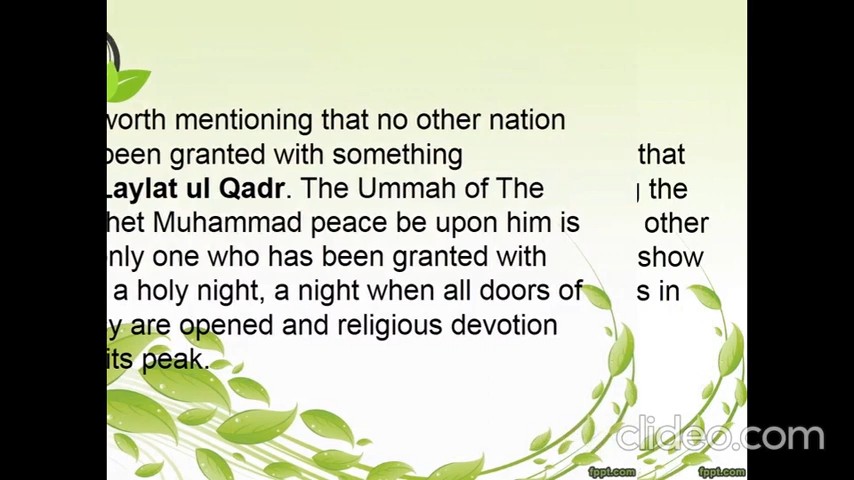 worth mentioning that no other nation
been granted with something that
Laylat ul Qadr. The Ummah of The the
Muhammad peace be upon him is other
only one who has been granted with show
a holy night, a night when all doors of in
are opened and religious devotion
its peak.
clideo.com
fppt.com fppt.com